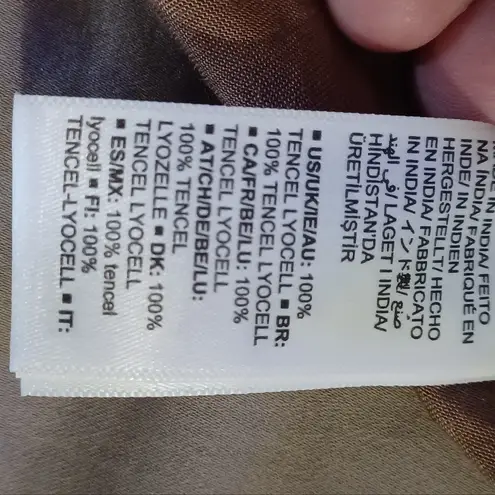 IN INDIA/ FEITO
NA ÍNDIA/ FABRIQUÉ EN
INDE/ IN INDIEN
HERGESTELLT/ HECHO
EN INDIA/ FABBRICATO
IN INDIA/ インド製/ صنع
في الهند/ LAGET I INDIA/
HİNDİSTAN'DA
ÜRETİLMİŞTİR
■ US/UK/IE/AU: 100%
TENCEL LYOCELL ■ BR:
100% TENCEL LYOCELL
■ CA/FR/BE/LU: 100%
TENCEL LYOCELL
■ AT/CH/DE/BE/LU:
100% TENCEL
LYOZELLE ■ DK: 100%
TENCEL LYOCELL
■ ES/MX: 100% tencel
lyocell ■ FI: 100%
TENCEL-LYOCELL ■ IT: